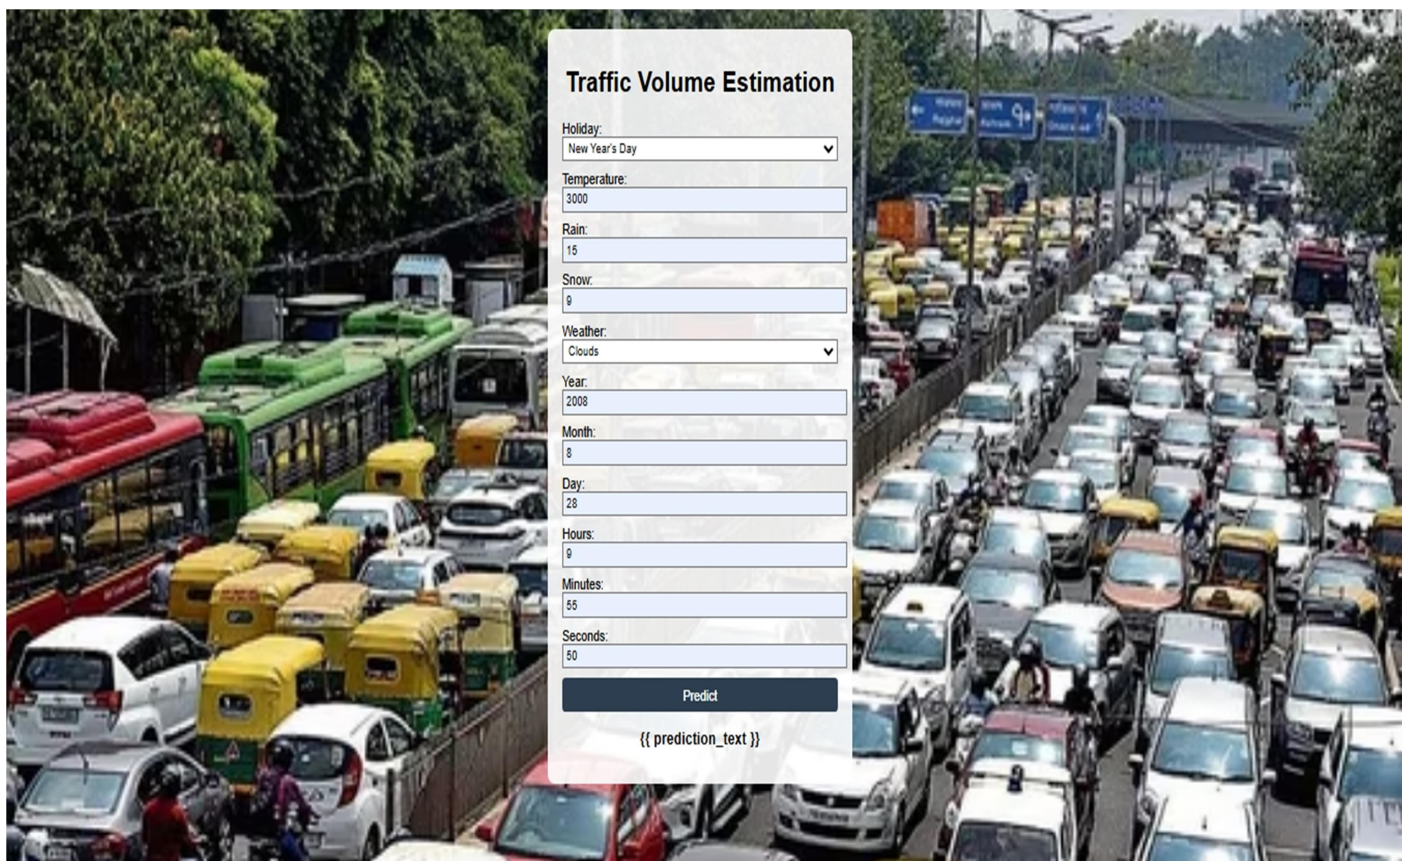 Traffic Volume Estimation
Holiday:
New Year's Day
Temperature:
3000
Rain:
15
Snow:
9
Weather:
Clouds
Year:
2008
Month:
8
Day:
28
Hours:
9
Minutes:
55
Seconds:
50
Predict
{{ prediction_text }}